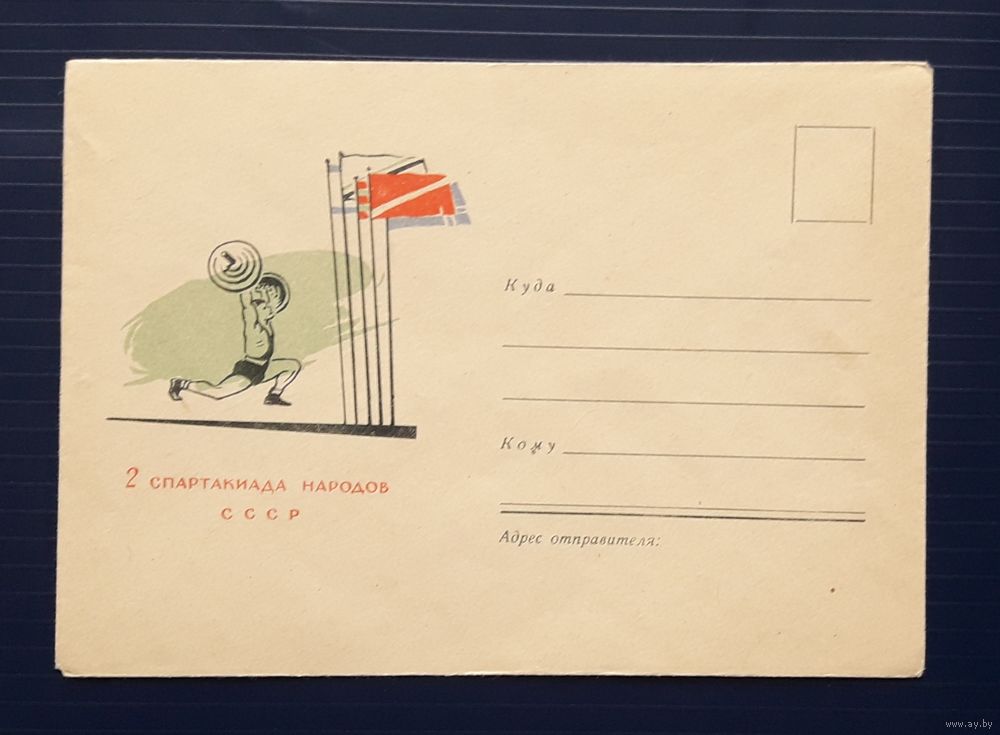 2 СПАРТАКИАДА НАРОДОВ
СССР
Куда
Кому
Адрес отправителя:
www.ay.by